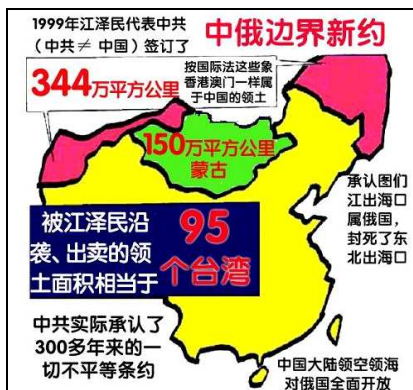 1999年江泽民代表中共
（中共≠ 中国）签订了
中俄边界新约
344万平方公里
按国际法这些象
香港澳门一样属
于中国的领土
150万平方公里
蒙古
承认图们
江出海口
属俄国，
封死了东
北出海口
被江泽民沿
袭、出卖的领
土面积相当于
95
个台湾
中共实际承认了
300多年来的一
切不平等条约
中国大陆领空领海
对俄国全面开放